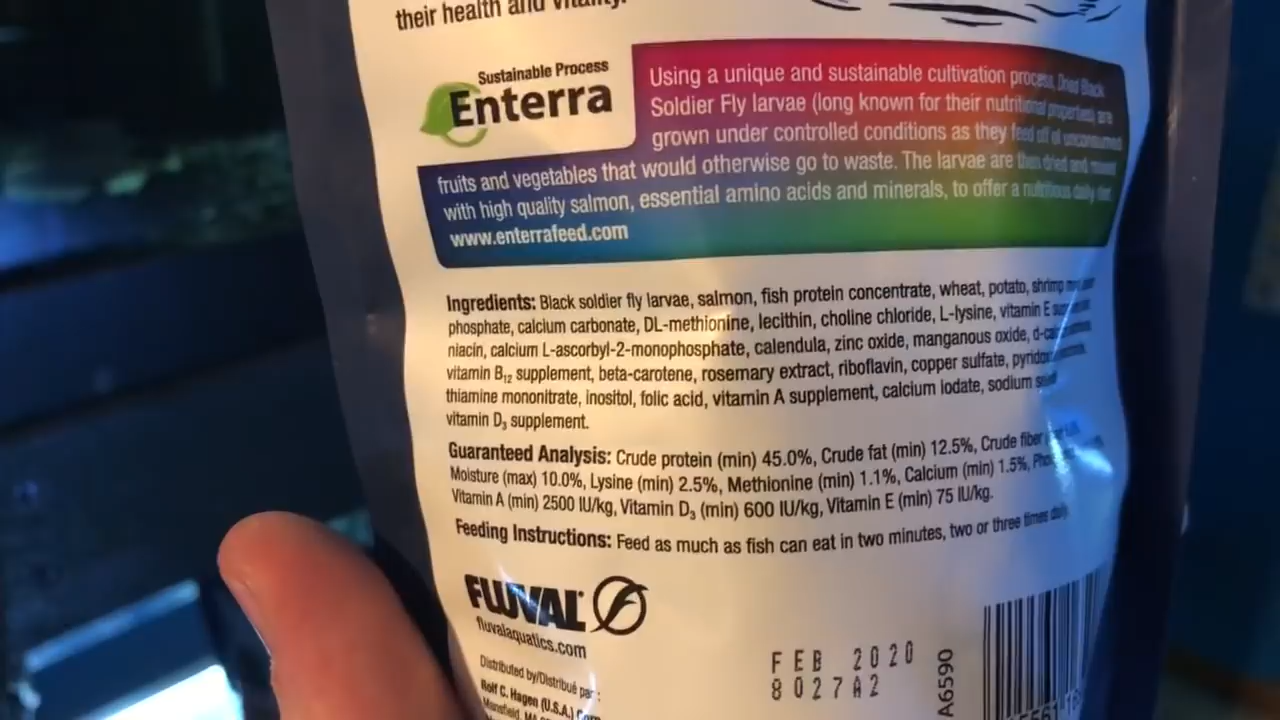 their health and vitality.
Sustainable Process
Enterra
Using a unique and sustainable cultivation process, Dried Black
Soldier Fly larvae (long known for their nutritional properties) are
grown under controlled conditions as they feed off of unconsumed
fruits and vegetables that would otherwise go to waste. The larvae are then dried and mixed
with high quality salmon, essential amino acids and minerals, to offer a nutritious daily diet.
www.enterrafeed.com
Ingredients: Black soldier fly larvae, salmon, fish protein concentrate, wheat, potato, shrimp
phosphate, calcium carbonate, DL-methionine, lecithin, choline chloride, L-lysine, vitamin E
niacin, calcium L-ascorbyl-2-monophosphate, calendula, zinc oxide, manganous oxide,
vitamin B₁₂ supplement, beta-carotene, rosemary extract, riboflavin, copper sulfate,
thiamine mononitrate, inositol, folic acid, vitamin A supplement, calcium iodate, sodium
vitamin D₃ supplement.
Guaranteed Analysis: Crude protein (min) 45.0%, Crude fat (min) 12.5%, Crude fiber
Moisture (max) 10.0%, Lysine (min) 2.5%, Methionine (min) 1.1%, Calcium (min) 1.5%,
Vitamin A (min) 2500 IU/kg, Vitamin D₃ (min) 600 IU/kg, Vitamin E (min) 75 IU/kg.
Feeding Instructions: Feed as much as fish can eat in two minutes, two or three times daily
FLUVAL
fluvalaquatics.com
Distributed by/Distribué par :
Rolf C. Hagen (U.S.A.) Corp.
Mansfield, MA
FEB 2020
8027A2
A6590